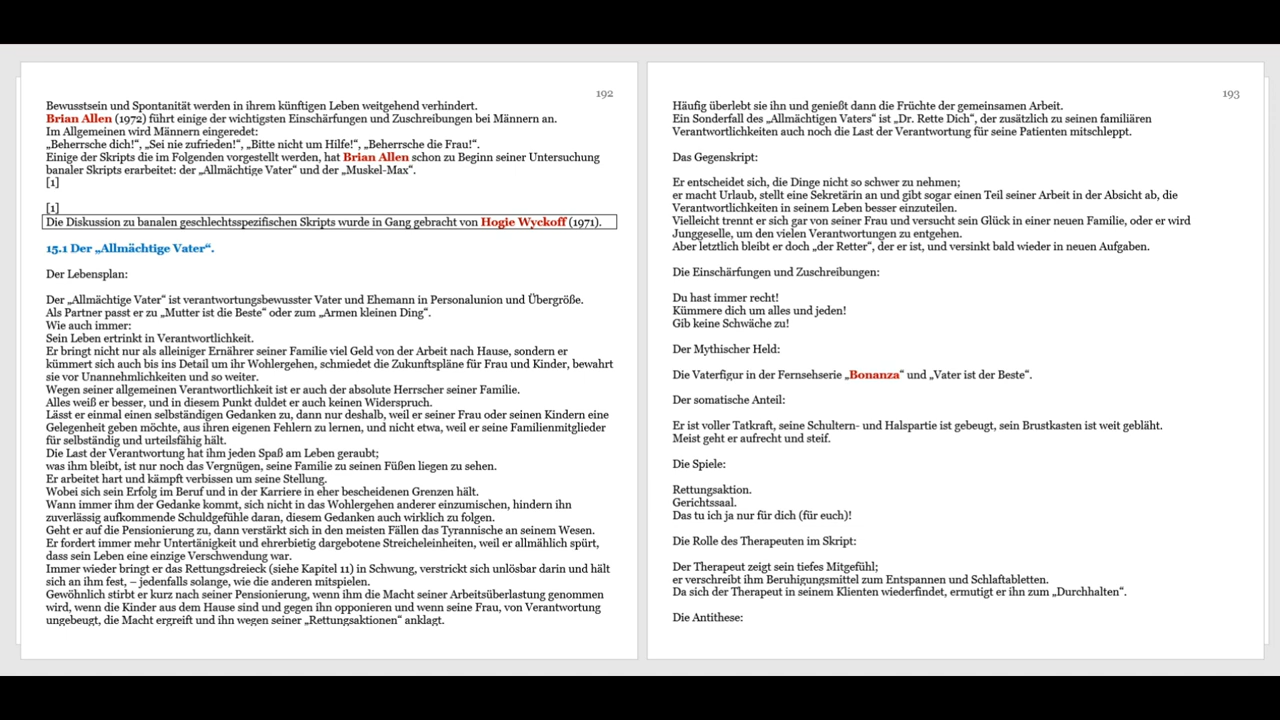 192
Bewusstsein und Spontanität werden in ihrem künftigen Leben weitgehend verhindert.
Brian Allen (1972) führt einige der wichtigsten Einschärfungen und Zuschreibungen bei Männern an.
Im Allgemeinen wird Männern eingeredet:
„Beherrsche dich!“, „Sei nie zufrieden!“, „Bitte nicht um Hilfe!“, „Beherrsche die Frau!“.
Einige der Skripts die im Folgenden vorgestellt werden, hat Brian Allen schon zu Beginn seiner Untersuchung
banaler Skripts erarbeitet: der „Allmächtige Vater“ und der „Muskel-Max“.
[1]
[1]
Die Diskussion zu banalen geschlechtsspezifischen Skripts wurde in Gang gebracht von Hogie Wyckoff (1971).
15.1 Der „Allmächtige Vater“.
Der Lebensplan:
Der „Allmächtige Vater“ ist verantwortungsbewusster Vater und Ehemann in Personalunion und Übergröße.
Als Partner passt er zu „Mutter ist die Beste“ oder zum „Armen kleinen Ding“.
Wie auch immer:
Sein Leben ertrinkt in Verantwortlichkeit.
Er bringt nicht nur als alleiniger Ernährer seiner Familie viel Geld von der Arbeit nach Hause, sondern er
kümmert sich auch bis ins Detail um ihr Wohlergehen, schmiedet die Zukunftspläne für Frau und Kinder, bewahrt
sie vor Unannehmlichkeiten und so weiter.
Wegen seiner allgemeinen Verantwortlichkeit ist er auch der absolute Herrscher seiner Familie.
Alles weiß er besser, und in diesem Punkt duldet er auch keinen Widerspruch.
Lässt er einmal einen selbständigen Gedanken zu, dann nur deshalb, weil er seiner Frau oder seinen Kindern eine
Gelegenheit geben möchte, aus ihren eigenen Fehlern zu lernen, und nicht etwa, weil er seine Familienmitglieder
für selbständig und urteilsfähig hält.
Die Last der Verantwortung hat ihm jeden Spaß am Leben geraubt;
was ihm bleibt, ist nur noch das Vergnügen, seine Familie zu seinen Füßen liegen zu sehen.
Er arbeitet hart und kämpft verbissen um seine Stellung.
Wobei sich sein Erfolg im Beruf und in der Karriere in eher bescheidenen Grenzen hält.
Wann immer ihm der Gedanke kommt, sich nicht in das Wohlergehen anderer einzumischen, hindern ihn
zuverlässig aufkommende Schuldgefühle daran, diesem Gedanken auch wirklich zu folgen.
Geht er auf die Pensionierung zu, dann verstärkt sich in den meisten Fällen das Tyrannische an seinem Wesen.
Er fordert immer mehr Untertänigkeit und ehrerbietig dargebotene Streicheleinheiten, weil er allmählich spürt,
dass sein Leben eine einzige Verschwendung war.
Immer wieder bringt er das Rettungsdreieck (siehe Kapitel 11) in Schwung, verstrickt sich unlösbar darin und hält
sich an ihm fest, – jedenfalls solange, wie die anderen mitspielen.
Gewöhnlich stirbt er kurz nach seiner Pensionierung, wenn ihm die Macht seiner Arbeitsüberlastung genommen
wird, wenn die Kinder aus dem Hause sind und gegen ihn opponieren und wenn seine Frau, von Verantwortung
ungebeugt, die Macht ergreift und ihn wegen seiner „Rettungsaktionen“ anklagt.
193
Häufig überlebt sie ihn und genießt dann die Früchte der gemeinsamen Arbeit.
Ein Sonderfall des „Allmächtigen Vaters“ ist „Dr. Rette Dich“, der zusätzlich zu seinen familiären
Verantwortlichkeiten auch noch die Last der Verantwortung für seine Patienten mitschleppt.
Das Gegenskript:
Er entscheidet sich, die Dinge nicht so schwer zu nehmen;
er macht Urlaub, stellt eine Sekretärin an und gibt sogar einen Teil seiner Arbeit in der Absicht ab, die
Verantwortlichkeiten in seinem Leben besser einzuteilen.
Vielleicht trennt er sich gar von seiner Frau und versucht sein Glück in einer neuen Familie, oder er wird
Junggeselle, um den vielen Verantwortungen zu entgehen.
Aber letztlich bleibt er doch „der Retter“, der er ist, und versinkt bald wieder in neuen Aufgaben.
Die Einschärfungen und Zuschreibungen:
Du hast immer recht!
Kümmere dich um alles und jeden!
Gib keine Schwäche zu!
Der Mythischer Held:
Die Vaterfigur in der Fernsehserie „Bonanza“ und „Vater ist der Beste“.
Der somatische Anteil:
Er ist voller Tatkraft, seine Schultern- und Halspartie ist gebeugt, sein Brustkasten ist weit gebläht.
Meist geht er aufrecht und steif.
Die Spiele:
Rettungsaktion.
Gerichtssaal.
Das tu ich ja nur für dich (für euch)!
Die Rolle des Therapeuten im Skript:
Der Therapeut zeigt sein tiefes Mitgefühl;
er verschreibt ihm Beruhigungsmittel zum Entspannen und Schlaftabletten.
Da sich der Therapeut in seinem Klienten wiederfindet, ermutigt er ihn zum „Durchhalten“.
Die Antithese: